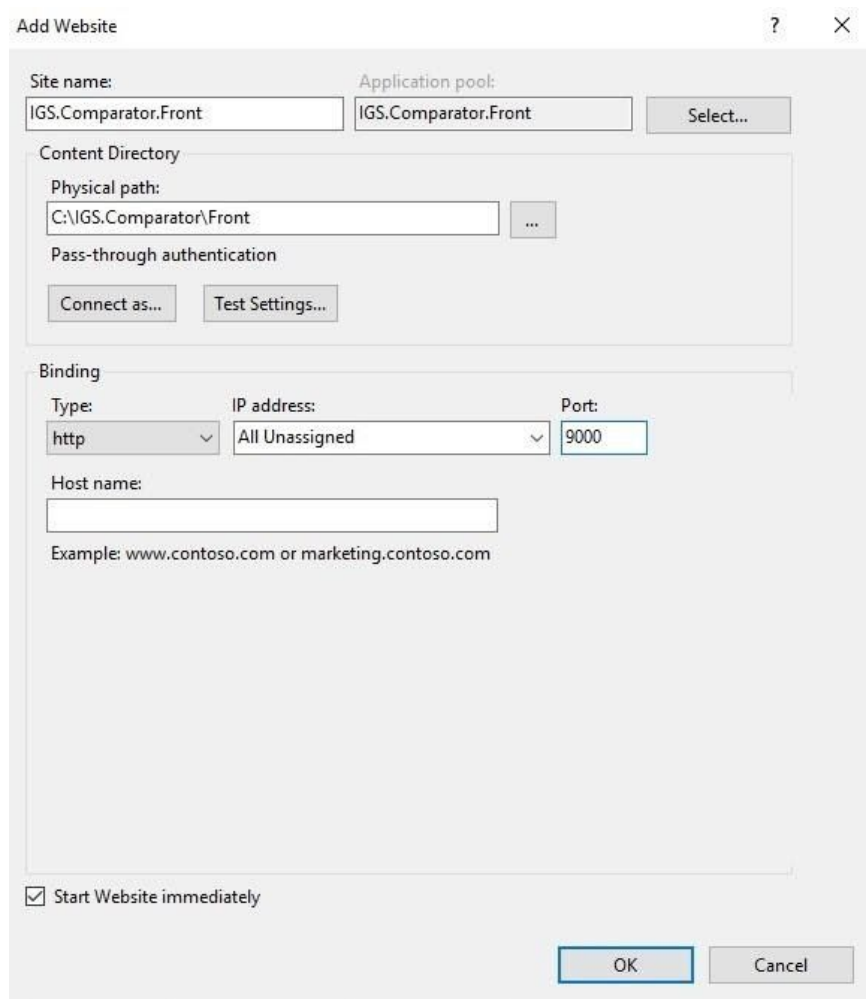 Add Website
Site name:
Application pool:
IGS.Comparator.Front
IGS.Comparator.Front
Select...
Content Directory
Physical path:
C:\IGS.Comparator\Front
...
Pass-through authentication
Connect as...
Test Settings...
Binding
Type:
IP address:
Port:
http
All Unassigned
9000
Host name:
Example: www.contoso.com or marketing.contoso.com
Start Website immediately
OK
Cancel